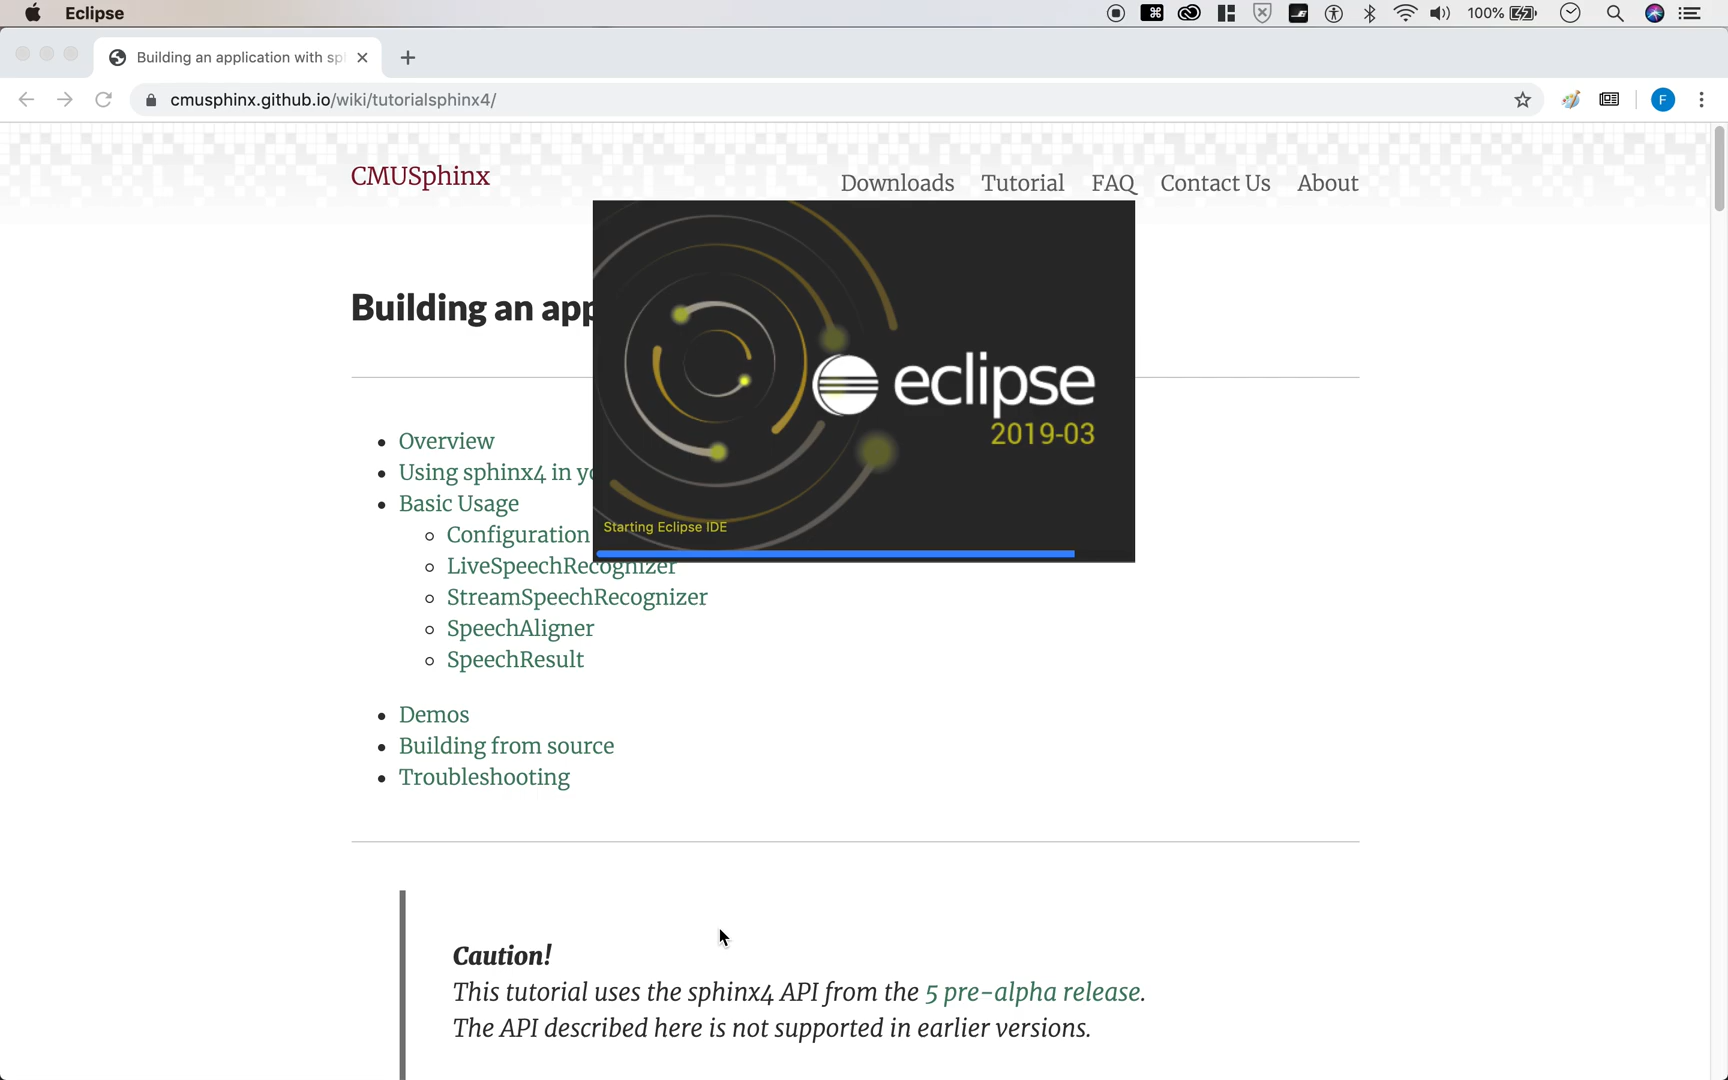 Eclipse
100%
Building an application with sp
cmusphinx.github.io/wiki/tutorialsphinx4/
F
CMUSphinx
Downloads
Tutorial
FAQ
Contact Us
About
Building an app
eclipse
2019-03
Starting Eclipse IDE
Overview
Using sphinx4 in yo
Basic Usage
Configuration
LiveSpeechRecognizer
StreamSpeechRecognizer
SpeechAligner
SpeechResult
Demos
Building from source
Troubleshooting
Caution!
This tutorial uses the sphinx4 API from the 5 pre-alpha release.
The API described here is not supported in earlier versions.